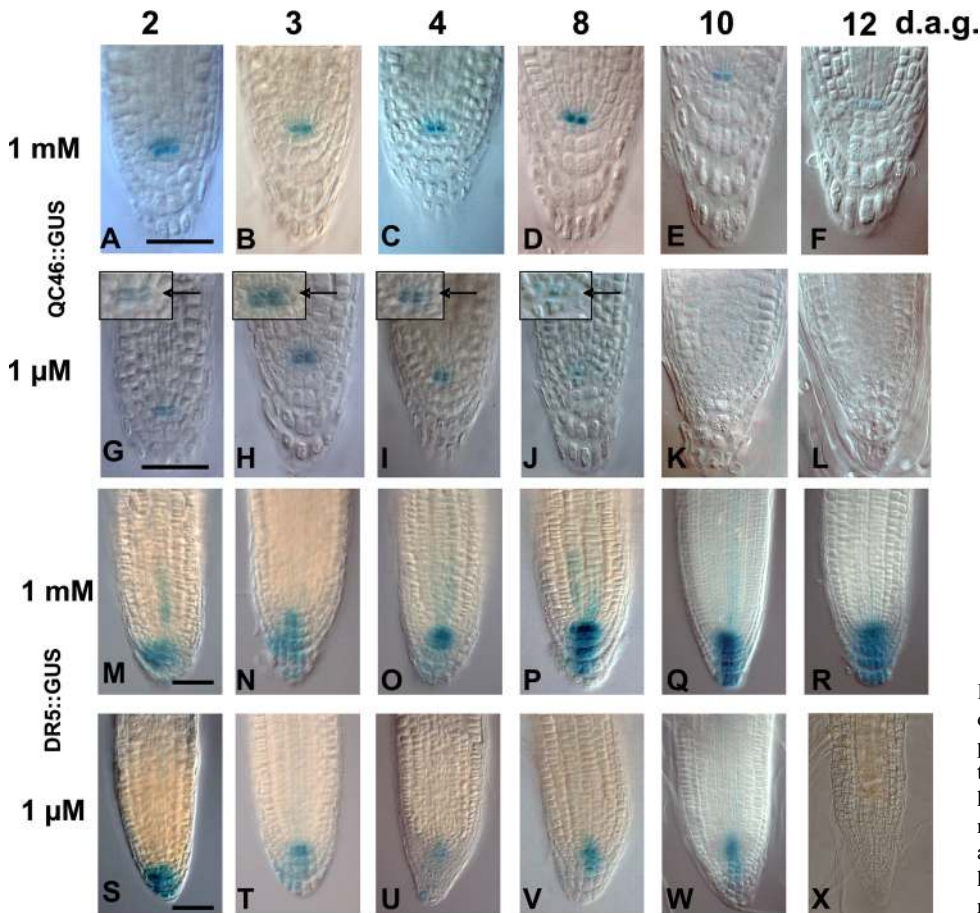 2 3 4 8 10 12 d.a.g.
1 mM
QC46::GUS
A B C D E F
1 µM
G H I J K L
1 mM
DR5::GUS
M N O P Q R
1 µM
S T U V W X